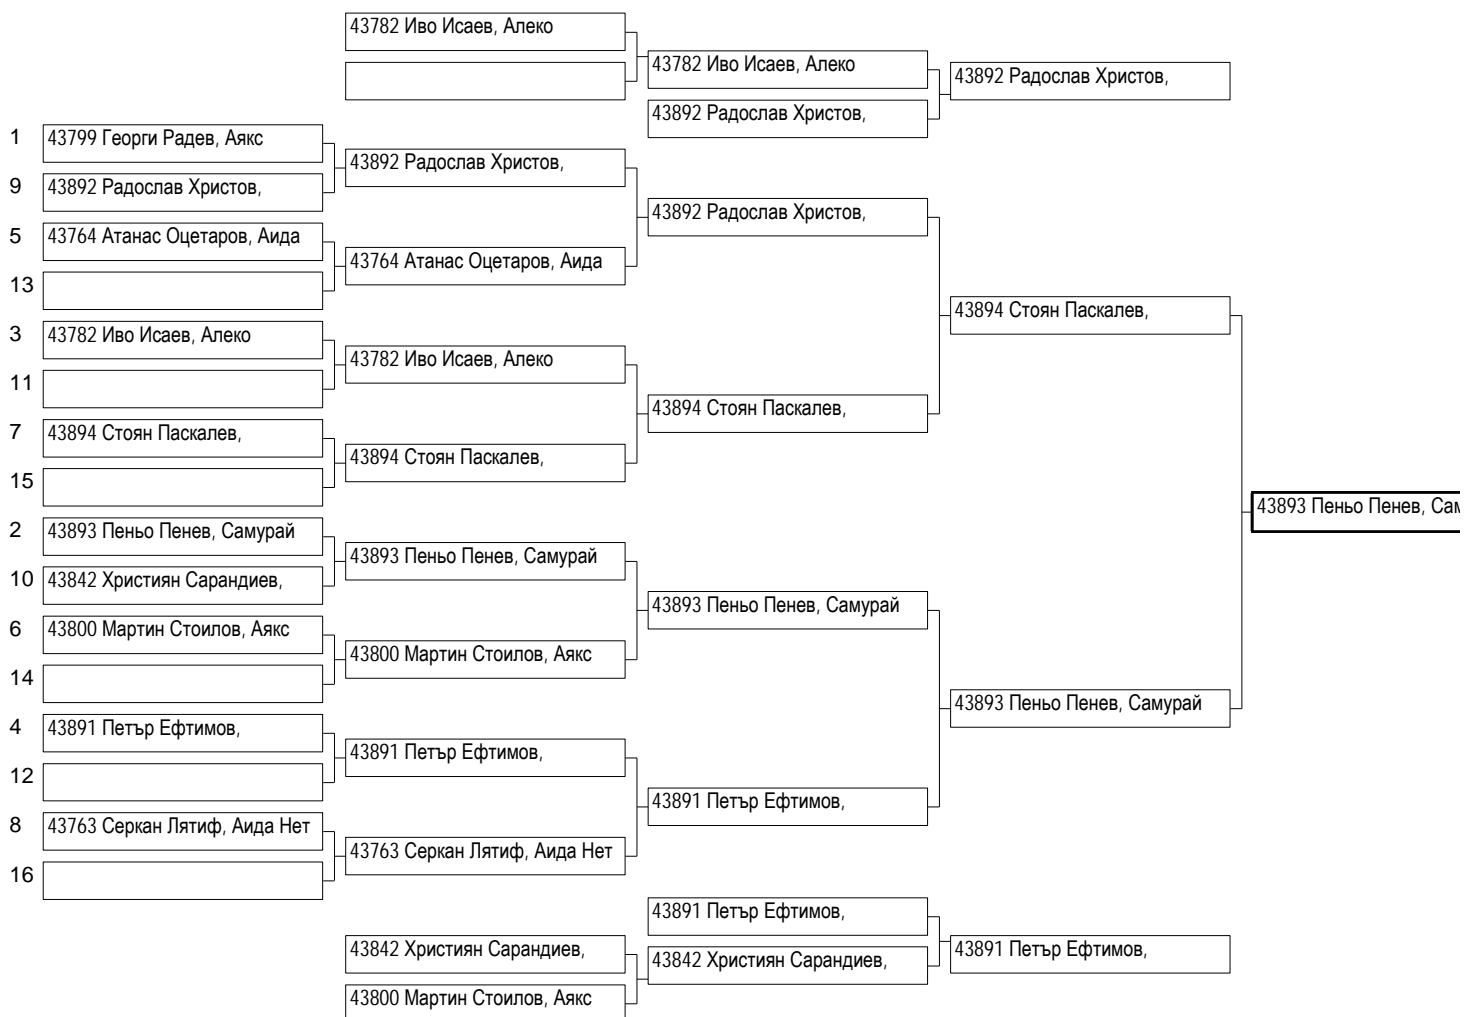 43782 Иво Исаев, Алеко
43782 Иво Исаев, Алеко
43892 Радослав Христов,
43892 Радослав Христов,
1 43799 Георги Радев, Аякс
43892 Радослав Христов,
9 43892 Радослав Христов,
43892 Радослав Христов,
5 43764 Атанас Оцетаров, Аида
43764 Атанас Оцетаров, Аида
13
43894 Стоян Паскалев,
3 43782 Иво Исаев, Алеко
43782 Иво Исаев, Алеко
11
43894 Стоян Паскалев,
7 43894 Стоян Паскалев,
43894 Стоян Паскалев,
15
43893 Пеньо Пенев, Сам
2 43893 Пеньо Пенев, Самурай
43893 Пеньо Пенев, Самурай
10 43842 Християн Сарандиев,
43893 Пеньо Пенев, Самурай
6 43800 Мартин Стоилов, Аякс
43800 Мартин Стоилов, Аякс
14
43893 Пеньо Пенев, Самурай
4 43891 Петър Ефтимов,
43891 Петър Ефтимов,
12
43891 Петър Ефтимов,
8 43763 Серкан Лятиф, Аида Нет
43763 Серкан Лятиф, Аида Нет
16
43891 Петър Ефтимов,
43842 Християн Сарандиев,
43842 Християн Сарандиев,
43891 Петър Ефтимов,
43800 Мартин Стоилов, Аякс